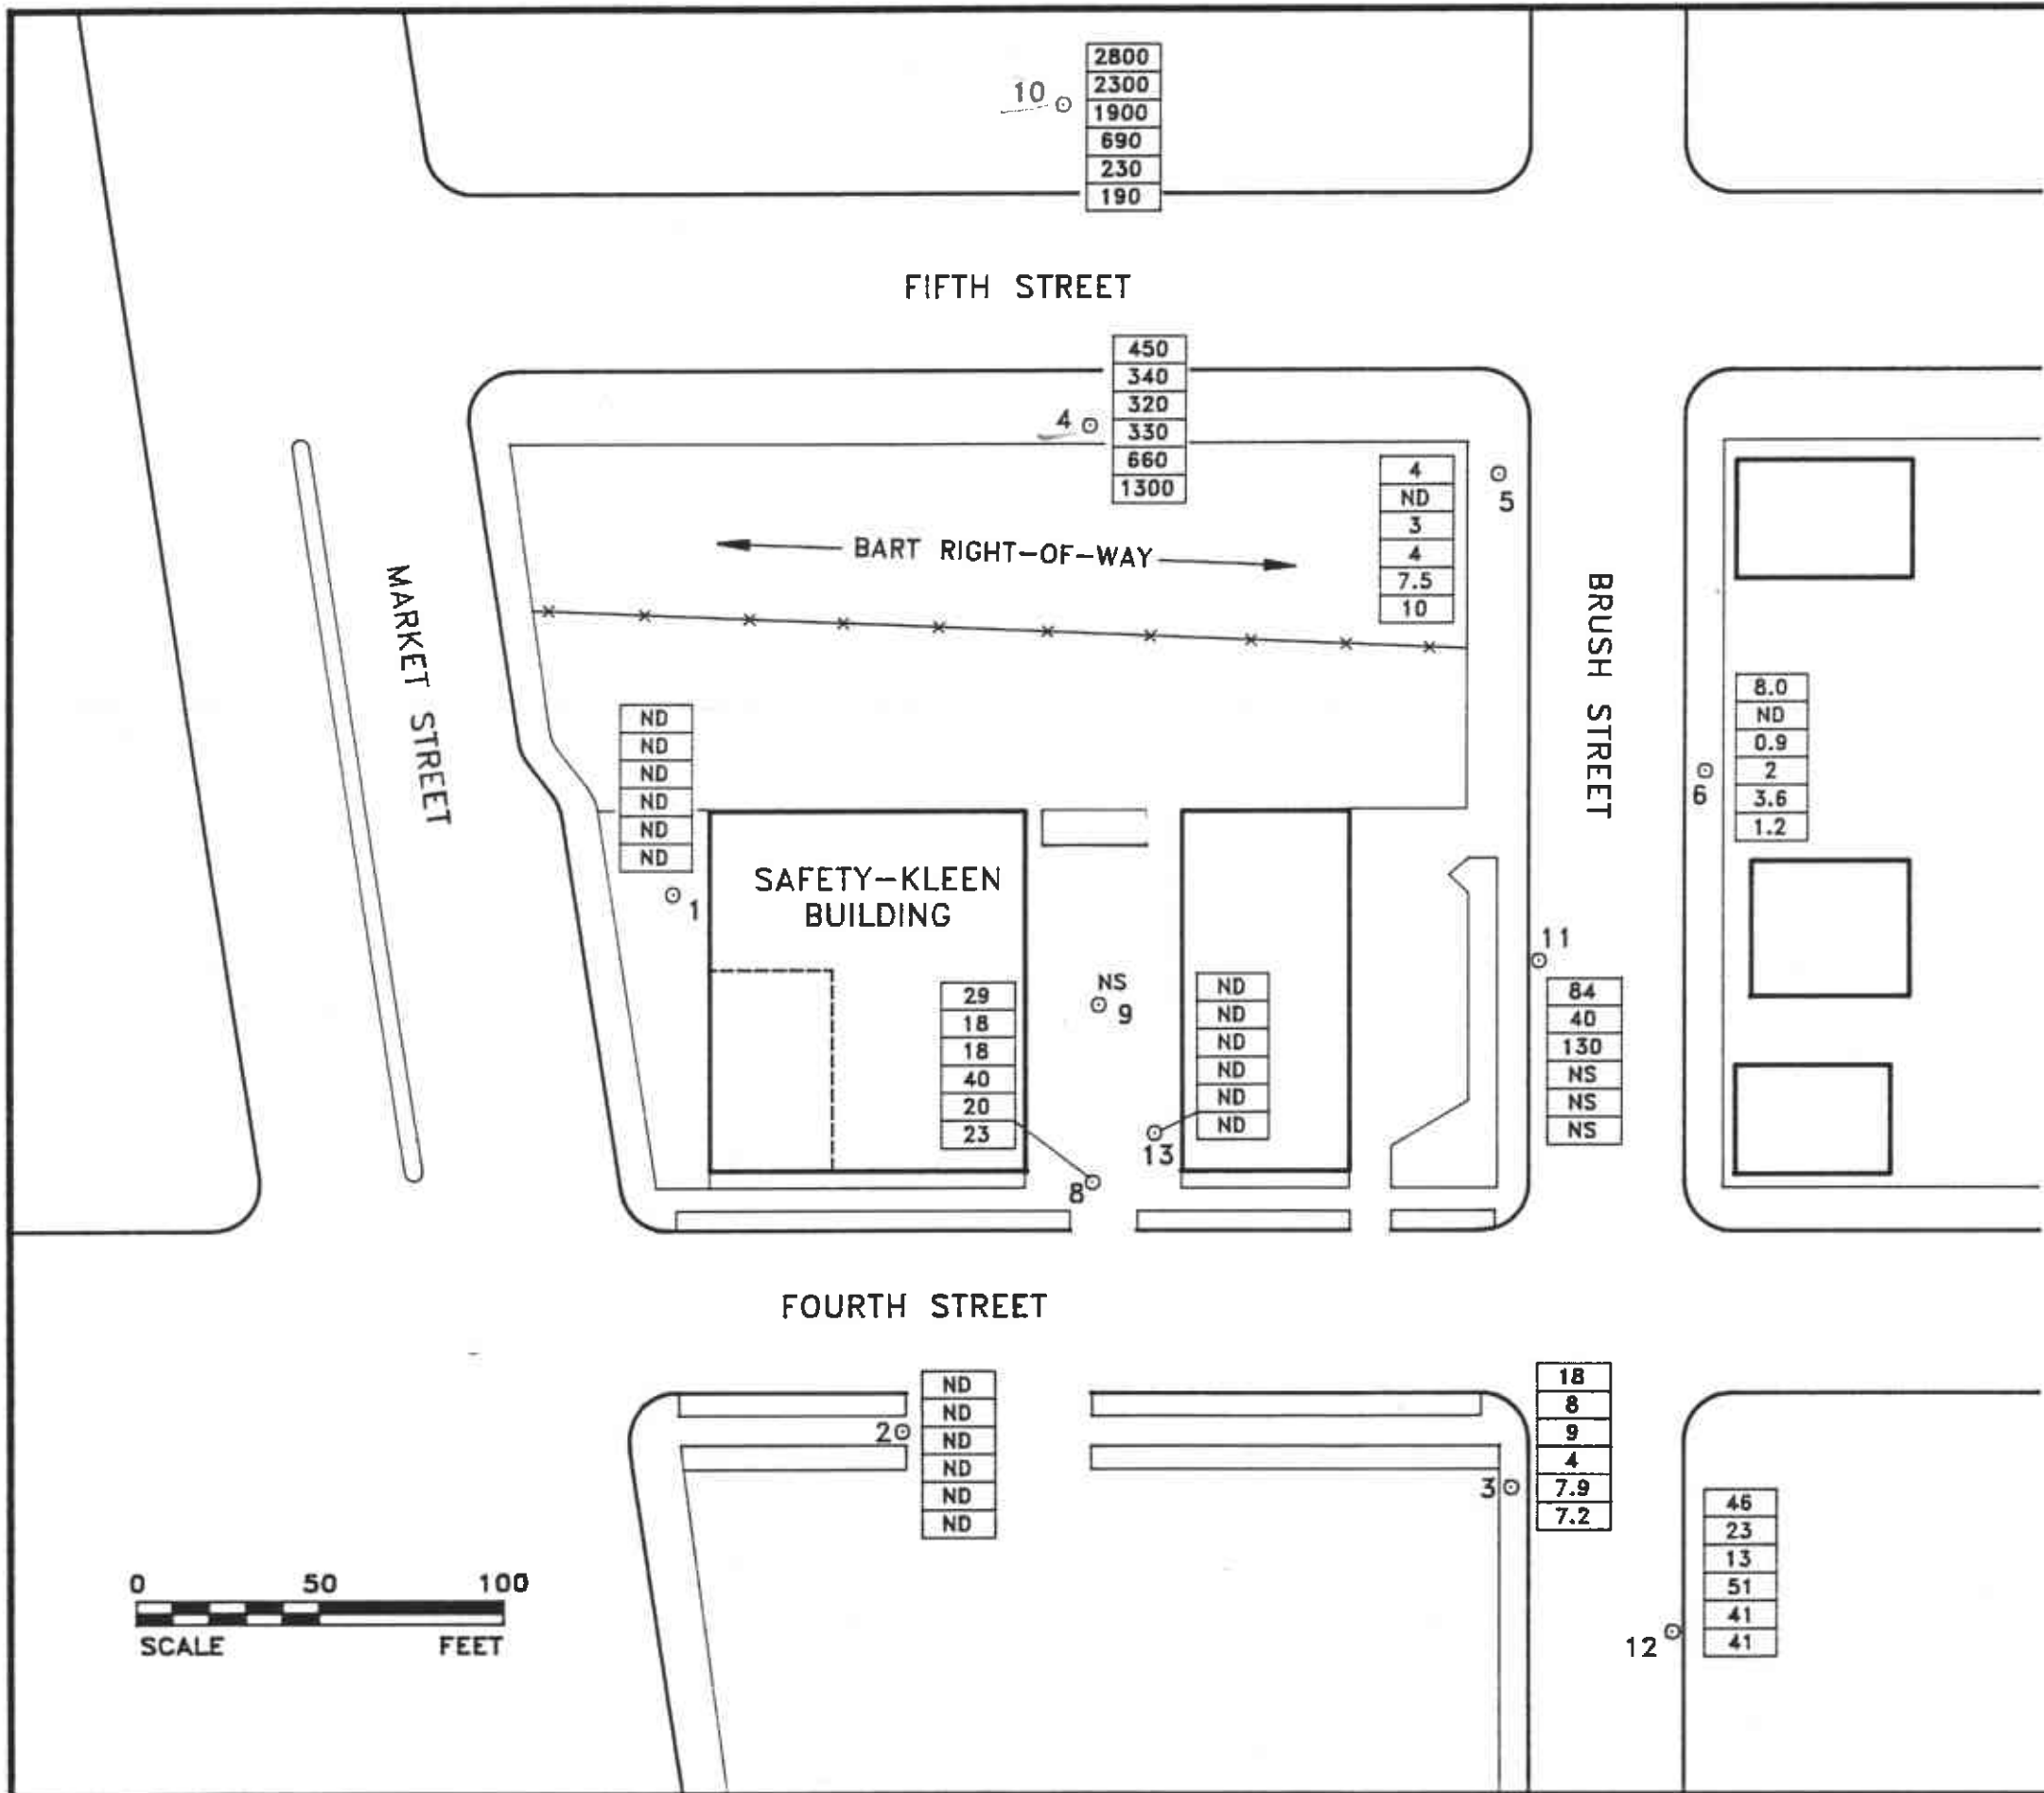 2800
2300
10
1900
690
230
190
FIFTH STREET
450
340
320
4
330
660
1300
4
ND
3
4
7.5
10
5
BART RIGHT-OF-WAY
MARKET STREET
BRUSH STREET
ND
ND
ND
ND
ND
ND
1
8.0
ND
0.9
2
3.6
1.2
6
SAFETY-KLEEN
BUILDING
29
18
18
40
20
23
8
NS
9
ND
ND
ND
ND
ND
ND
13
11
84
40
130
NS
NS
NS
FOURTH STREET
ND
ND
ND
ND
ND
ND
2
18
8
9
4
7.9
7.2
3
46
23
13
51
41
41
12
0 50 100
SCALE FEET